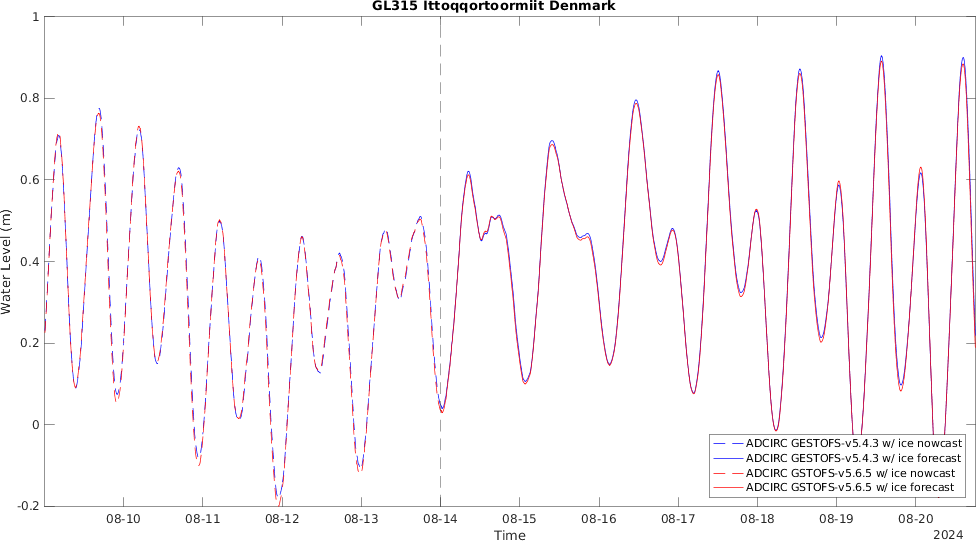 GL315 Ittoqqortoormiit Denmark
1
0.8
0.6
0.4
0.2
0
-0.2
Water Level (m)
ADCIRC GESTOFS-v5.4.3 w/ ice nowcast
ADCIRC GESTOFS-v5.4.3 w/ ice forecast
ADCIRC GSTOFS-v5.6.5 w/ ice nowcast
ADCIRC GSTOFS-v5.6.5 w/ ice forecast
08-10 08-11 08-12 08-13 08-14 08-15 08-16 08-17 08-18 08-19 08-20
Time
2024